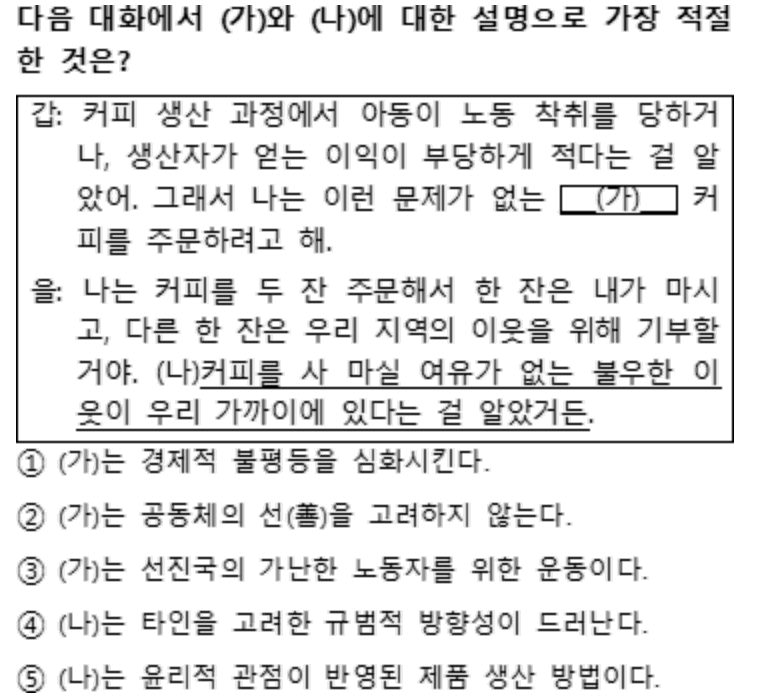 다음 대화에서 (가)와 (나)에 대한 설명으로 가장 적절
한 것은?
갑: 커피 생산 과정에서 아동이 노동 착취를 당하거
나, 생산자가 얻는 이익이 부당하게 적다는 걸 알
았어. 그래서 나는 이런 문제가 없는 (가) 커
피를 주문하려고 해.
을: 나는 커피를 두 잔 주문해서 한 잔은 내가 마시
고, 다른 한 잔은 우리 지역의 이웃을 위해 기부할
거야. (나)커피를 사 마실 여유가 없는 불우한 이
웃이 우리 가까이에 있다는 걸 알았거든.
① (가)는 경제적 불평등을 심화시킨다.
② (가)는 공동체의 선(善)을 고려하지 않는다.
③ (가)는 선진국의 가난한 노동자를 위한 운동이다.
④ (나)는 타인을 고려한 규범적 방향성이 드러난다.
⑤ (나)는 윤리적 관점이 반영된 제품 생산 방법이다.